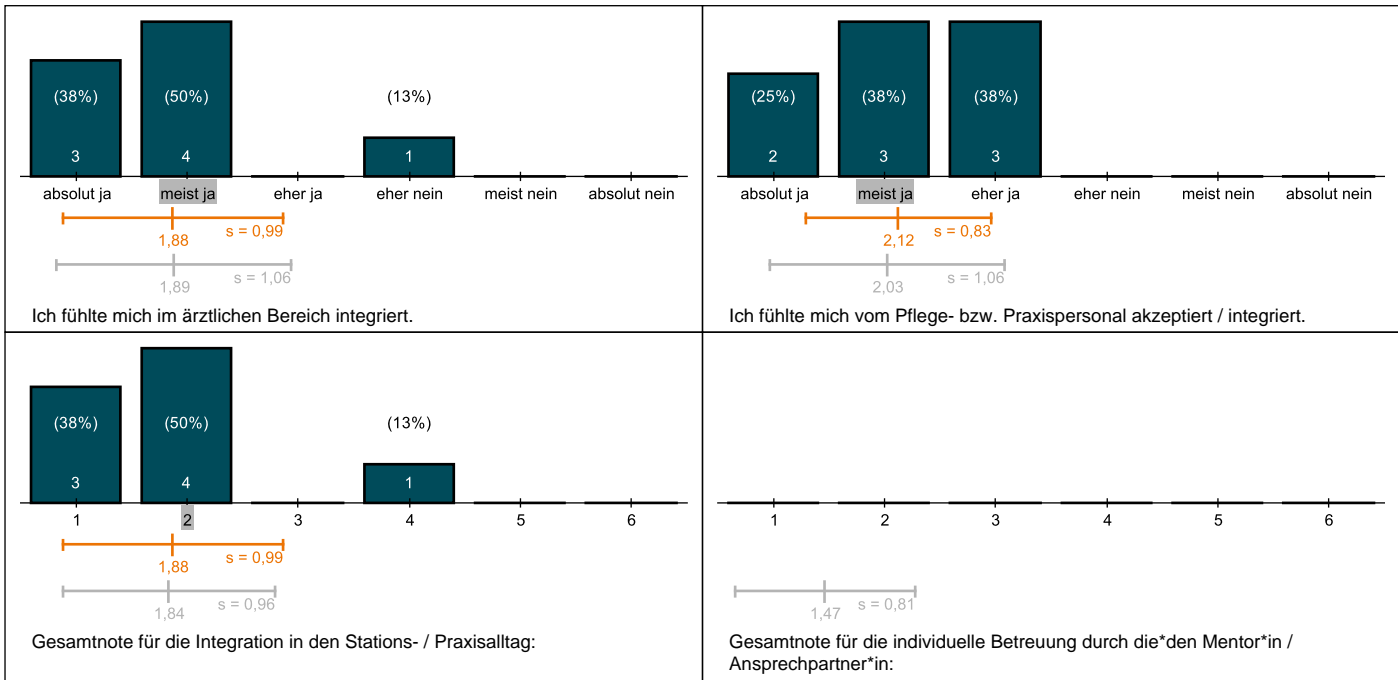 (38%) (50%) (13%)
3 4 1
absolut ja meist ja eher ja eher nein meist nein absolut nein
1,88 s = 0,99
1,89 s = 1,06
Ich fühlte mich im ärztlichen Bereich integriert.
(25%) (38%) (38%)
2 3 3
absolut ja meist ja eher ja eher nein meist nein absolut nein
2,12 s = 0,83
2,03 s = 1,06
Ich fühlte mich vom Pflege- bzw. Praxispersonal akzeptiert / integriert.
(38%) (50%) (13%)
3 4 1
1 2 3 4 5 6
1,88 s = 0,99
1,84 s = 0,96
Gesamtnote für die Integration in den Stations- / Praxisalltag:
1 2 3 4 5 6
1,47 s = 0,81
Gesamtnote für die individuelle Betreuung durch die*den Mentor*in /
Ansprechpartner*in: